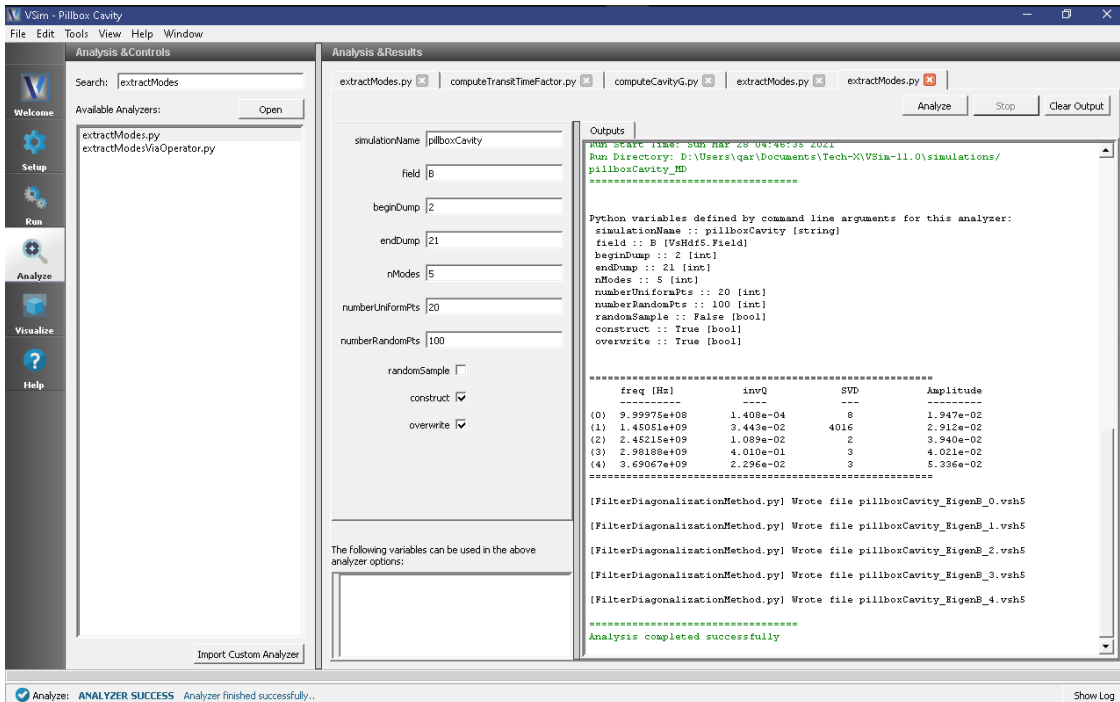 VSim - Pillbox Cavity
File Edit Tools View Help Window
Analysis &Controls
Analysis &Results
Welcome
Setup
Run
Analyze
Visualize
Help
Search: extractModes
Available Analyzers: Open
extractModes.py
extractModesViaOperator.py
Import Custom Analyzer
extractModes.py computeTransitTimeFactor.py computeCavityG.py extractModes.py extractModes.py
Analyze Stop Clear Output
simulationName pillboxCavity
field B
beginDump 2
endDump 21
nModes 5
numberUniformPts 20
numberRandomPts 100
randomSample
construct
overwrite
The following variables can be used in the above
analyzer options:
Outputs
Run Start Time: Sun Mar 28 04:46:35 2021
Run Directory: D:\Users\qar\Documents\Tech-X\VSim-11.0\simulations/
pillboxCavity_MD
=================================
Python variables defined by command line arguments for this analyzer:
simulationName :: pillboxCavity [string]
field :: B [VsHdf5.Field]
beginDump :: 2 [int]
endDump :: 21 [int]
nModes :: 5 [int]
numberUniformPts :: 20 [int]
numberRandomPts :: 100 [int]
randomSample :: False [bool]
construct :: True [bool]
overwrite :: True [bool]
======================================================
freq [Hz] invQ SVD Amplitude
---------- ---- --- ---------
(0) 9.99975e+08 1.408e-04 8 1.947e-02
(1) 1.45051e+09 3.443e-02 4016 2.912e-02
(2) 2.45215e+09 1.089e-02 2 3.940e-02
(3) 2.98188e+09 4.010e-01 3 4.021e-02
(4) 3.69067e+09 2.296e-02 3 5.336e-02
======================================================
[FilterDiagonalizationMethod.py] Wrote file pillboxCavity_EigenB_0.vsh5
[FilterDiagonalizationMethod.py] Wrote file pillboxCavity_EigenB_1.vsh5
[FilterDiagonalizationMethod.py] Wrote file pillboxCavity_EigenB_2.vsh5
[FilterDiagonalizationMethod.py] Wrote file pillboxCavity_EigenB_3.vsh5
[FilterDiagonalizationMethod.py] Wrote file pillboxCavity_EigenB_4.vsh5
=================================
Analysis completed successfully
Analyze: ANALYZER SUCCESS Analyzer finished successfully..
Show Log